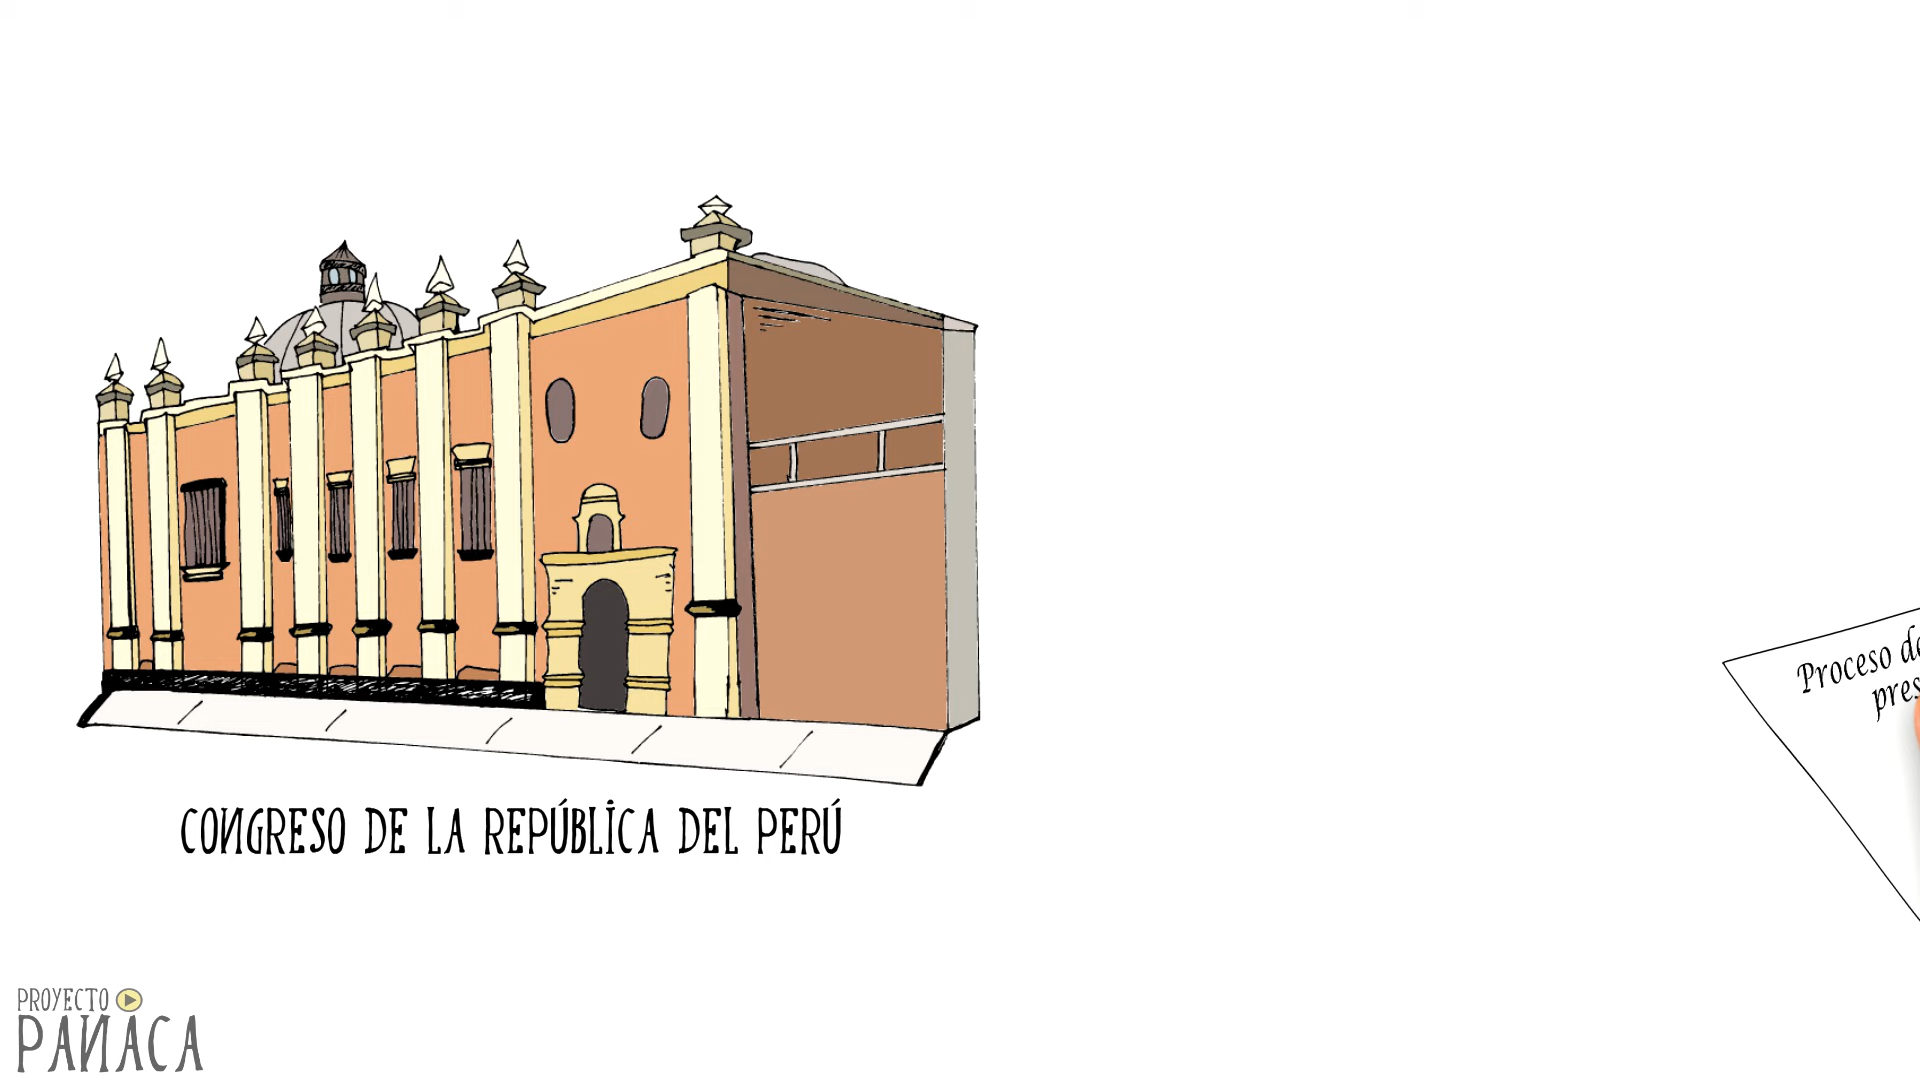 Proceso
CONGRESO DE LA REPÚBLICA DEL PERÚ
PROYECTO
PANACA